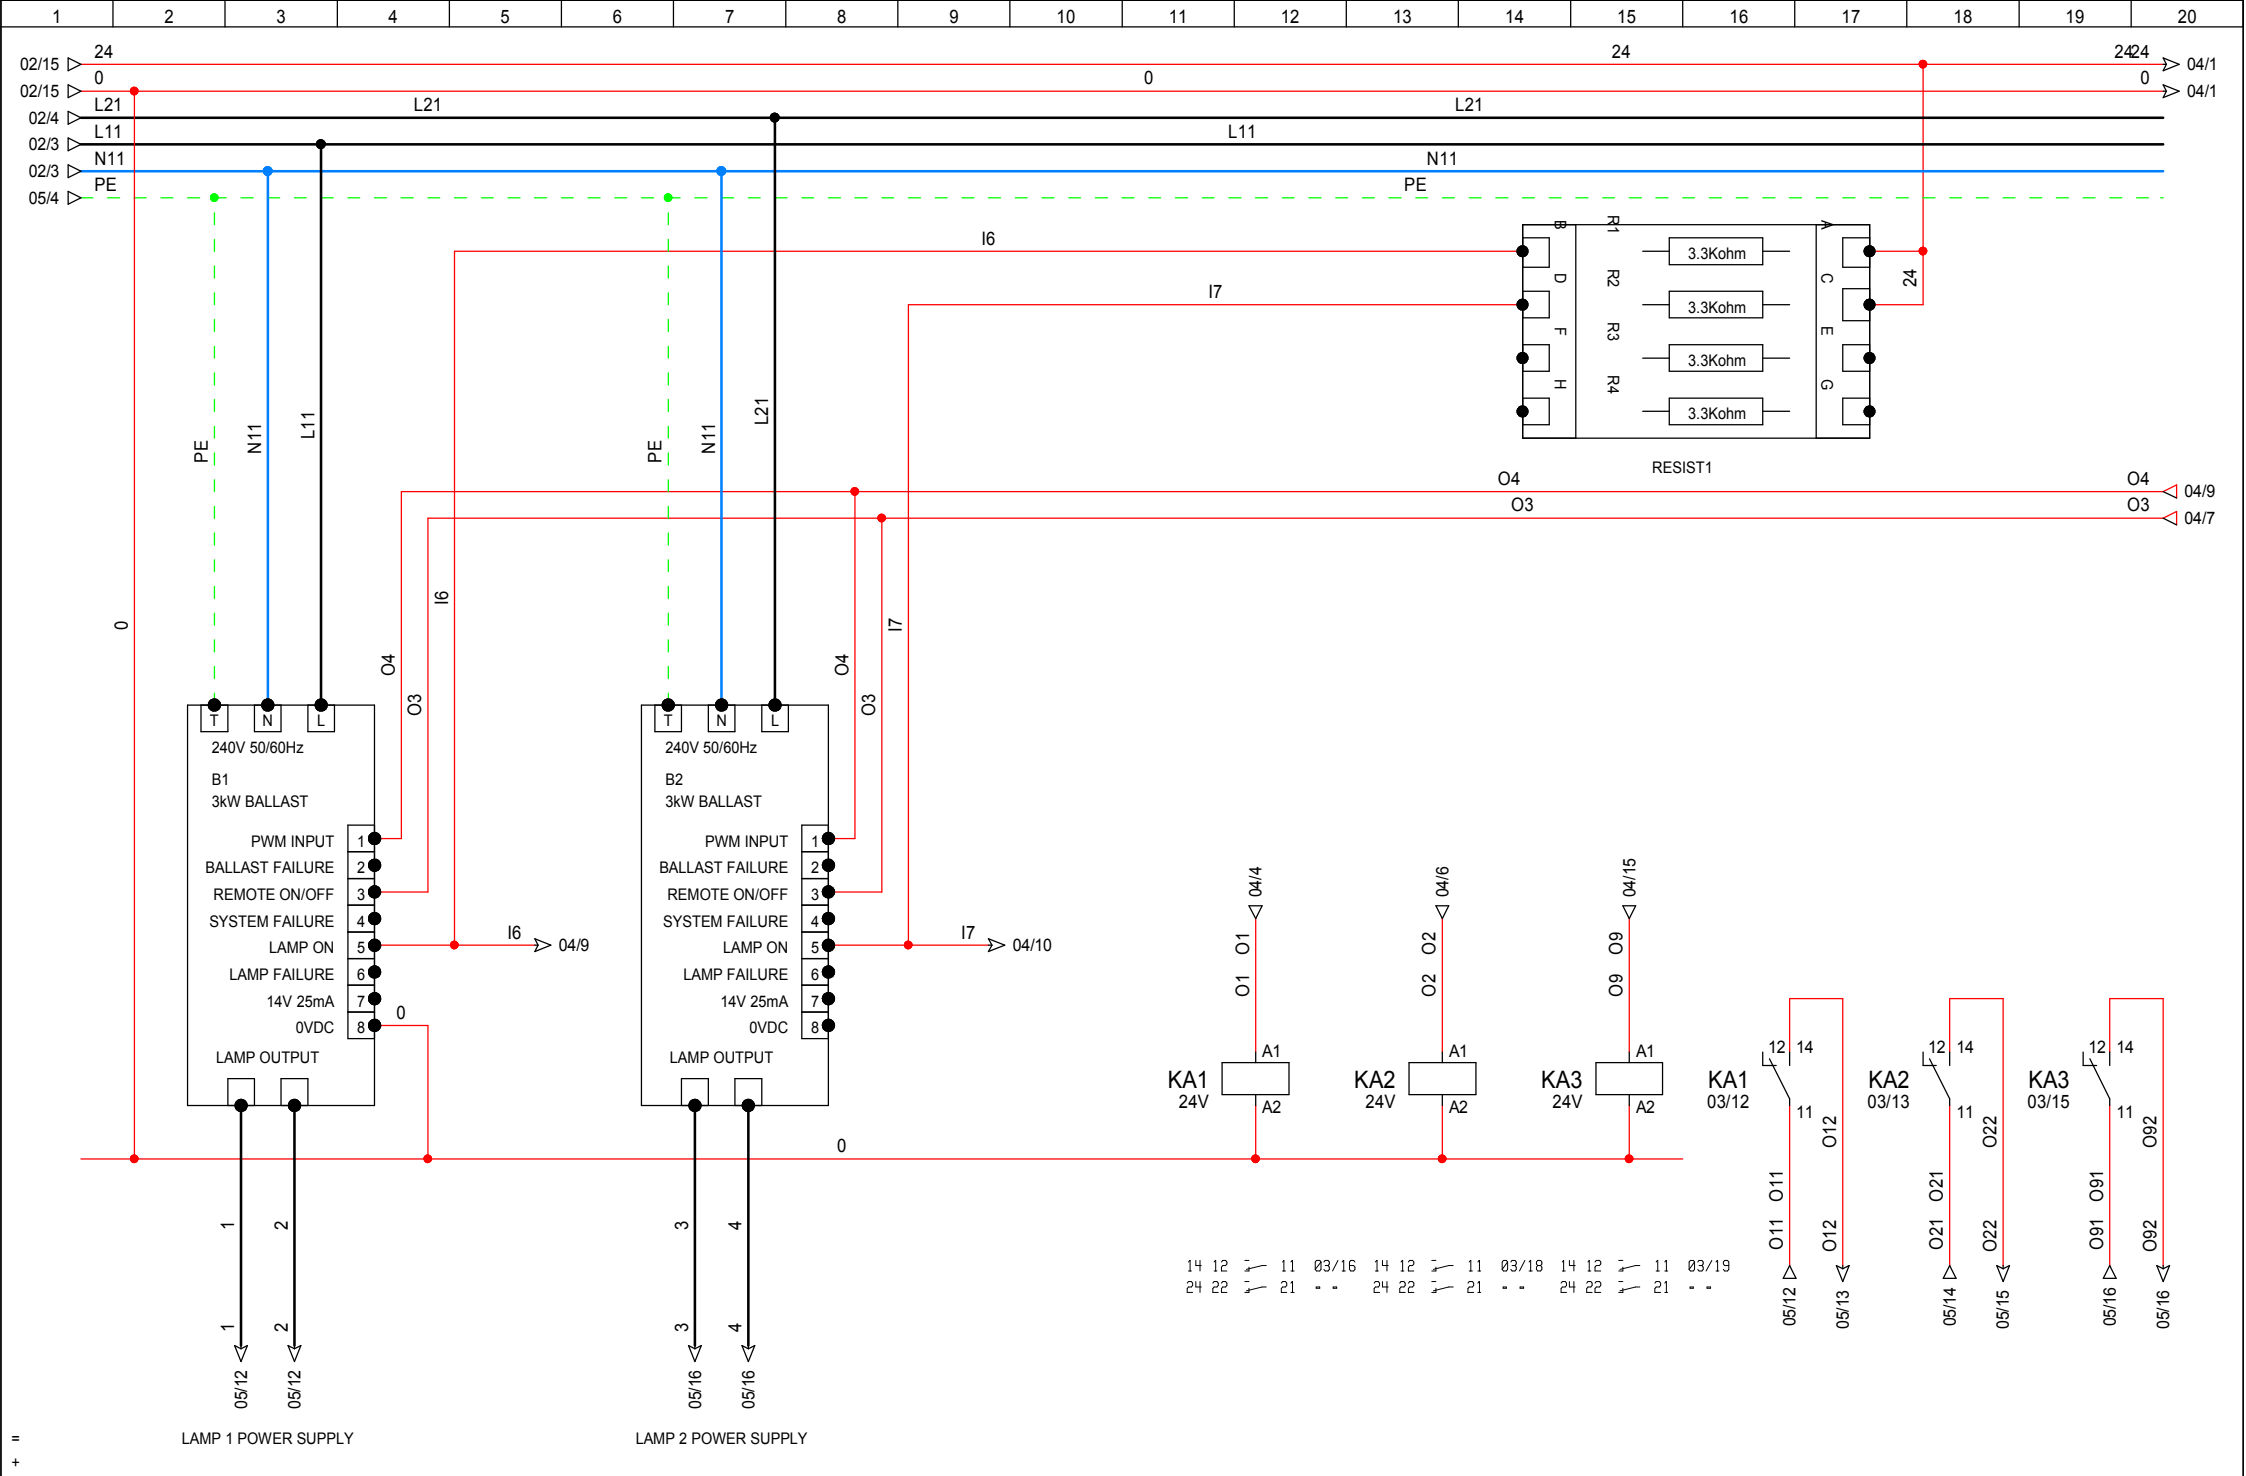 1 2 3 4 5 6 7 8 9 10 11 12 13 14 15 16 17 18 19 20
02/15 24 24 2424 04/1
02/15 0 0 0 04/1
02/4 L21 L21 L21
02/3 L11 L11
02/3 N11 N11
05/4 PE PE
I6 B R1 3.3Kohm A
I7 D R2 3.3Kohm C 24
F R3 3.3Kohm E
H R4 3.3Kohm G
RESIST1
PE N11 L11 PE N11 L21
O4 O4 04/9
O3 O3 04/7
0 O4 O3 I6 O4 O3 I7
T N L T N L
240V 50/60Hz 240V 50/60Hz
B1 B2
3kW BALLAST 3kW BALLAST
PWM INPUT 1 PWM INPUT 1
BALLAST FAILURE 2 BALLAST FAILURE 2
REMOTE ON/OFF 3 REMOTE ON/OFF 3
SYSTEM FAILURE 4 SYSTEM FAILURE 4
LAMP ON 5 I6 04/9 LAMP ON 5 I7 04/10
LAMP FAILURE 6 LAMP FAILURE 6
14V 25mA 7 14V 25mA 7
0VDC 8 0 0VDC 8
LAMP OUTPUT LAMP OUTPUT
04/4 04/6 04/15
O1 O2 O9
O1 O2 O9
A1 A1 A1 12 14 12 14 12 14
KA1 KA2 KA3 KA1 KA2 KA3
24V 24V 24V 03/12 03/13 03/15
A2 A2 A2 11 11 11
0 O12 O22 O92
1 2 3 4 O11 O21 O91
O11 O12 O21 O22 O91 O92
14 12 11 03/16 14 12 11 03/18 14 12 11 03/19
24 22 21 - - 24 22 21 - - 24 22 21 - -
05/12 05/13 05/14 05/15 05/16 05/16
1 2 3 4
05/12 05/12 05/16 05/16
LAMP 1 POWER SUPPLY LAMP 2 POWER SUPPLY
=
+